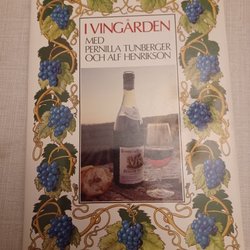 I VINGÅRDEN
MED
PERNILLA TUNBERGER
OCH ALF HENRIKSON